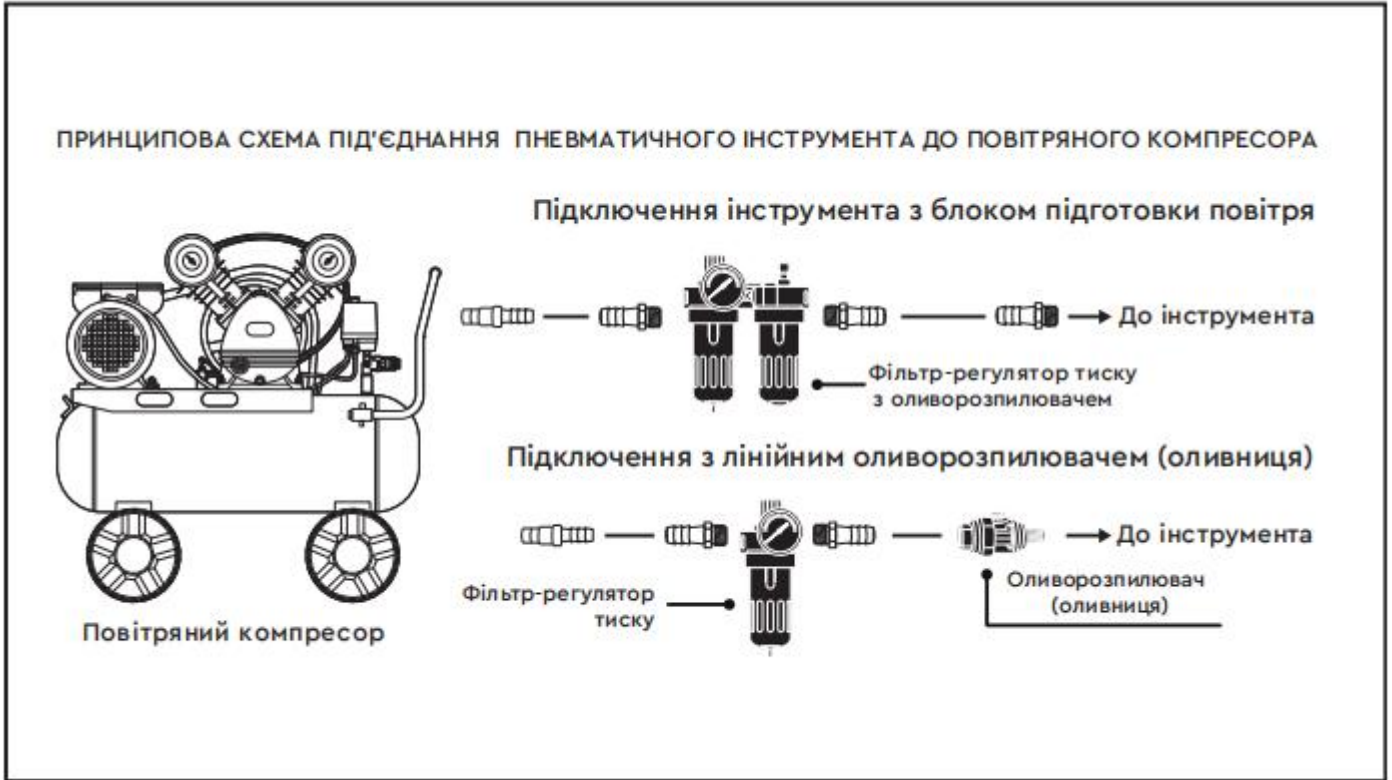 ПРИНЦИПОВА СХЕМА ПІД'ЄДНАННЯ ПНЕВМАТИЧНОГО ІНСТРУМЕНТА ДО ПОВІТРЯНОГО КОМПРЕСОРА
Підключення інструмента з блоком підготовки повітря
До інструмента
Фільтр-регулятор тиску
з оливорозпилювачем
Підключення з лінійним оливорозпилювачем (оливниця)
До інструмента
Фільтр-регулятор
тиску
Оливорозпилювач
(оливниця)
Повітряний компресор